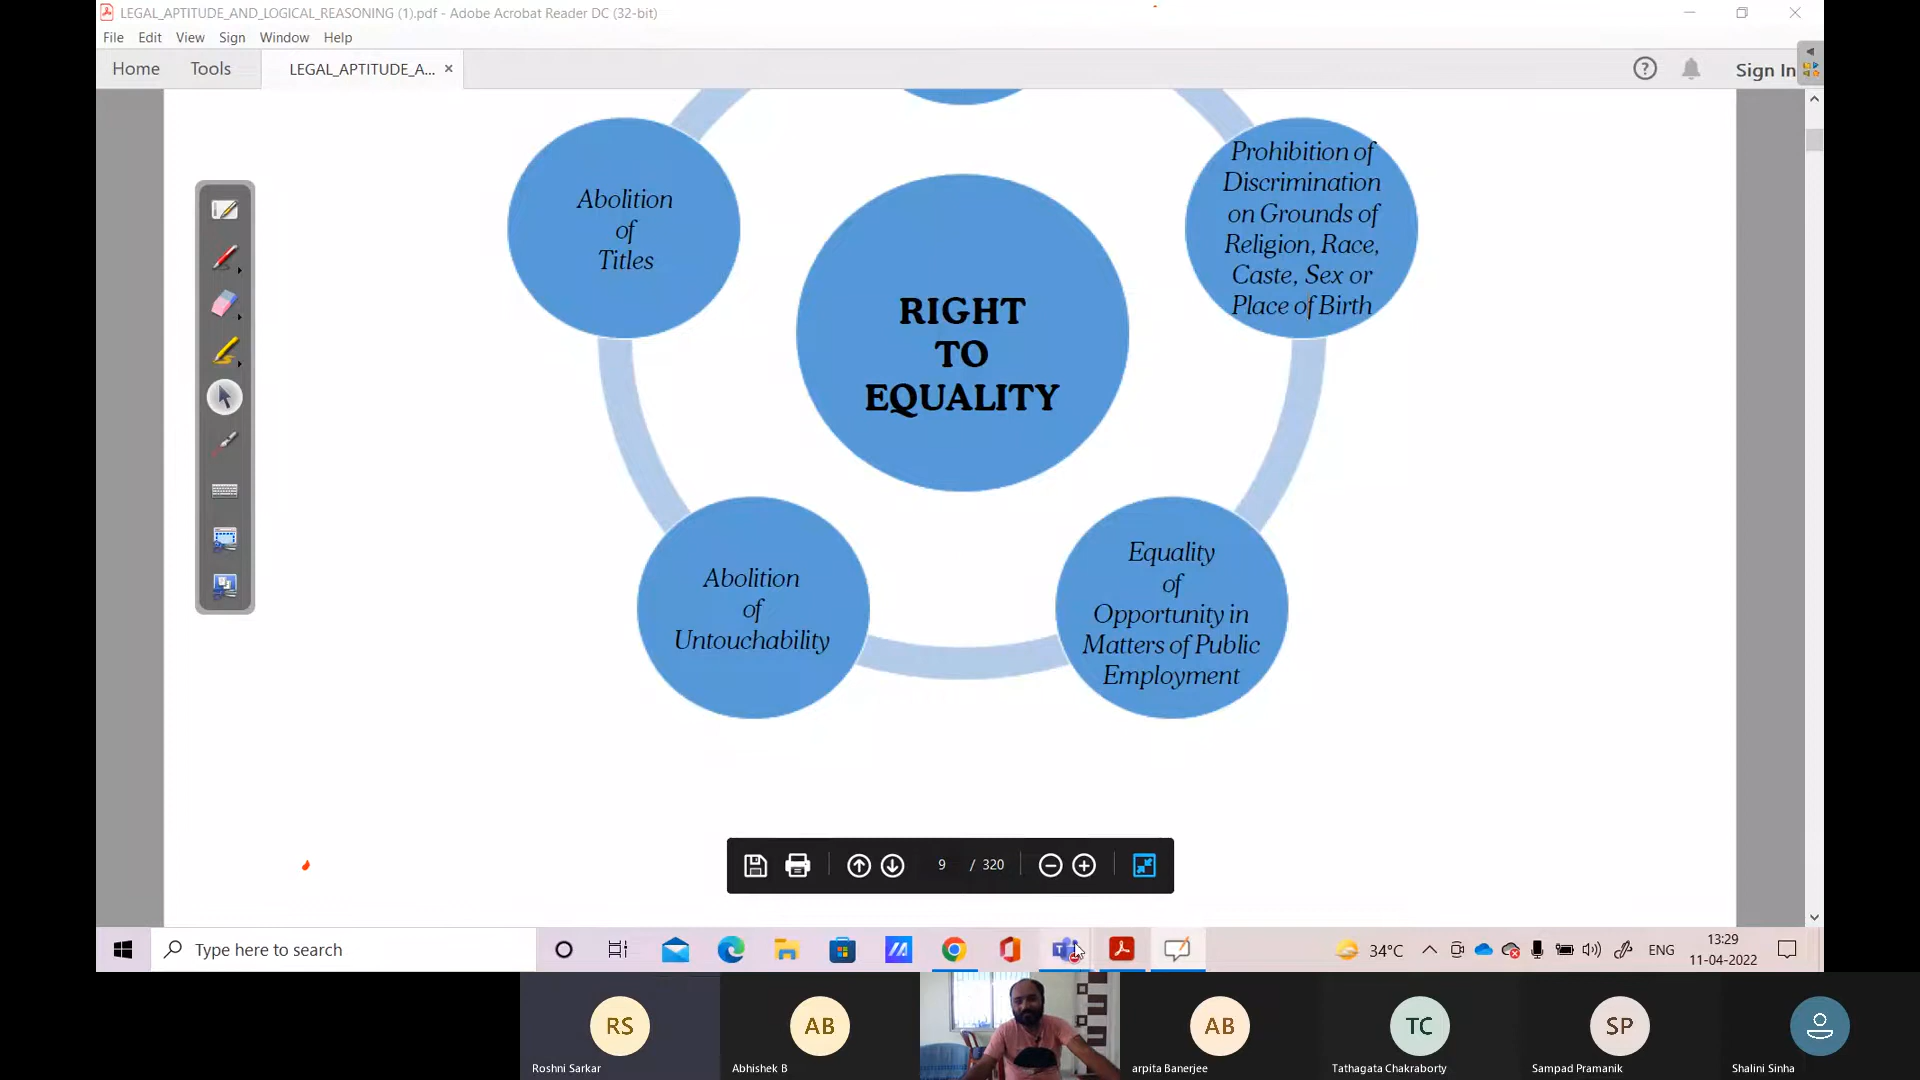 LEGAL_APTITUDE_AND_LOGICAL_REASONING (1).pdf - Adobe Acrobat Reader DC (32-bit)
File Edit View Sign Window Help
Home Tools LEGAL_APTITUDE_A... × Sign In
Abolition
of
Titles
Prohibition of
Discrimination
on Grounds of
Religion, Race,
Caste, Sex or
Place of Birth
RIGHT
TO
EQUALITY
Abolition
of
Untouchability
Equality
of
Opportunity in
Matters of Public
Employment
9 / 320
Type here to search
34°C
ENG
13:29
11-04-2022
RS
AB
AB
TC
SP
Roshni Sarkar
Abhishek B
arpita Banerjee
Tathagata Chakraborty
Sampad Pramanik
Shalini Sinha